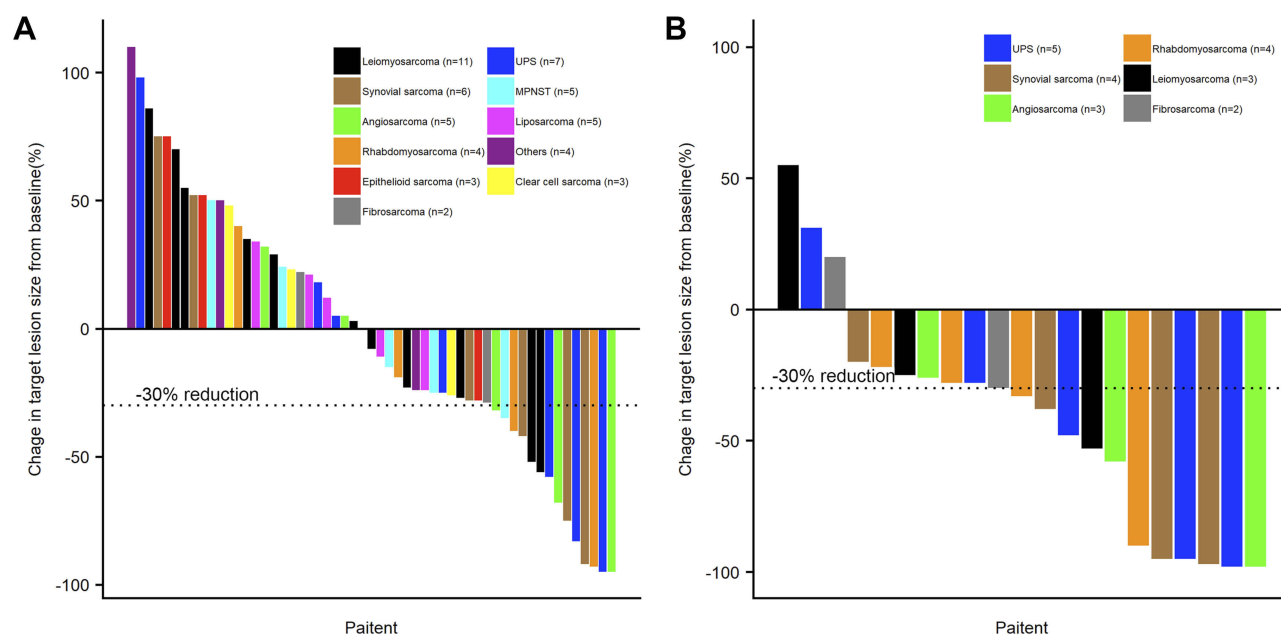 A
Chage in target lesion size from baseline(%)
100
50
0
-50
-100
Leiomyosarcoma (n=11)
Synovial sarcoma (n=6)
Angiosarcoma (n=5)
Rhabdomyosarcoma (n=4)
Epithelioid sarcoma (n=3)
Fibrosarcoma (n=2)
UPS (n=7)
MPNST (n=5)
Liposarcoma (n=5)
Others (n=4)
Clear cell sarcoma (n=3)
-30% reduction
Paitent
B
Chage in target lesion size from baseline(%)
100
50
0
-50
-100
UPS (n=5)
Synovial sarcoma (n=4)
Angiosarcoma (n=3)
Rhabdomyosarcoma (n=4)
Leiomyosarcoma (n=3)
Fibrosarcoma (n=2)
-30% reduction
Paitent